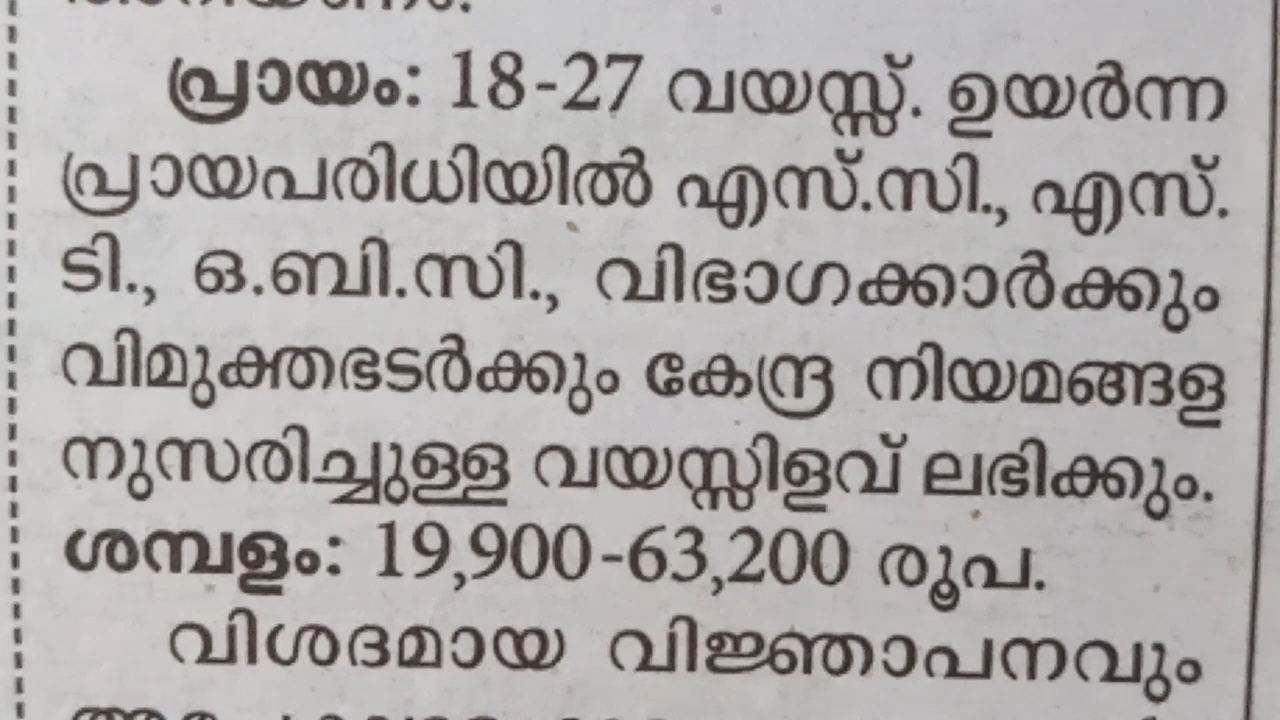 പ്രായം: 18-27 വയസ്സ്. ഉയർന്ന
പ്രായപരിധിയിൽ എസ്.സി., എസ്.
ടി., ഒ.ബി.സി., വിഭാഗക്കാർക്കും
വിമുക്തഭടർക്കും കേന്ദ്ര നിയമങ്ങള
നുസരിച്ചുള്ള വയസ്സിളവ് ലഭിക്കും.
ശമ്പളം: 19,900-63,200 രൂപ.
വിശദമായ വിജ്ഞാപനവും